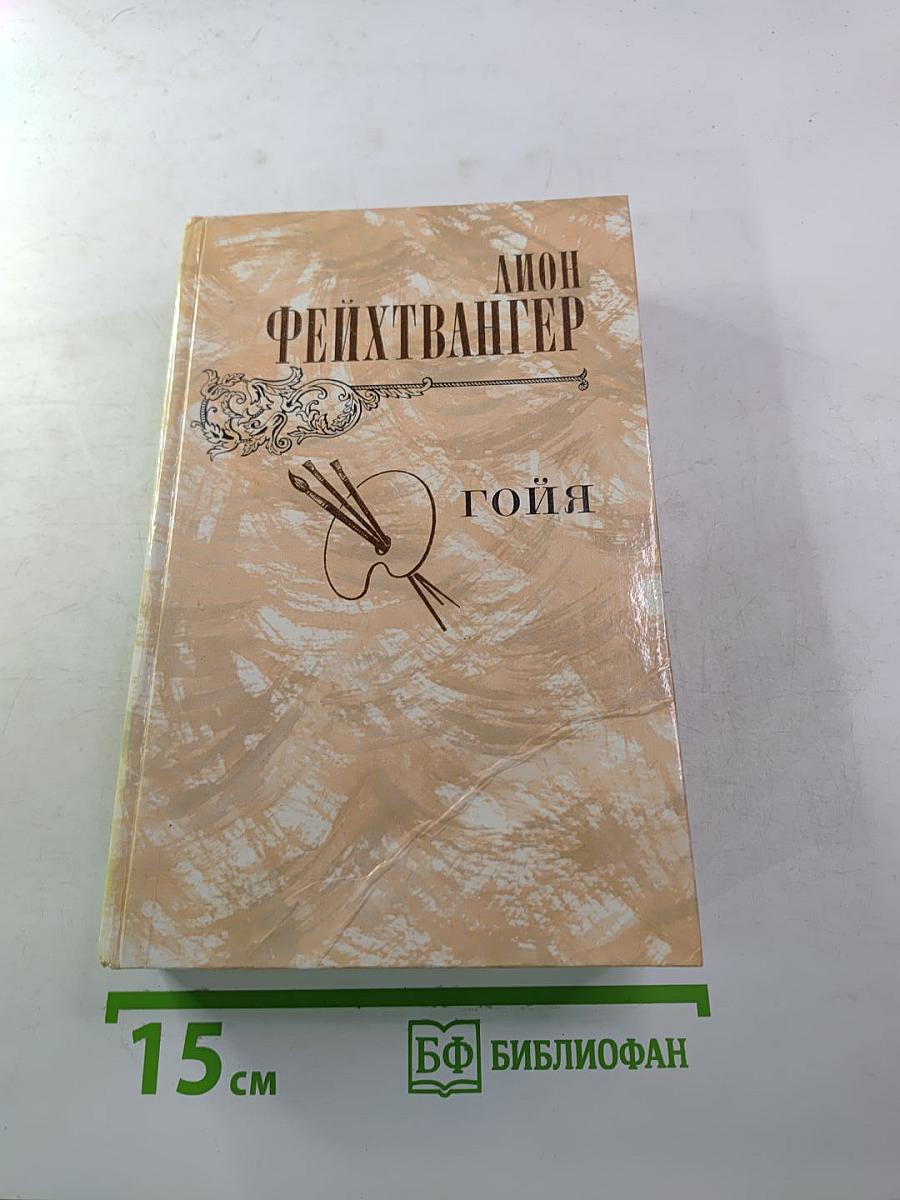 ЛИОН
ФЕЙХТВАНГЕР
ГОЙЯ
15 см
БФ БИБЛИОФАН